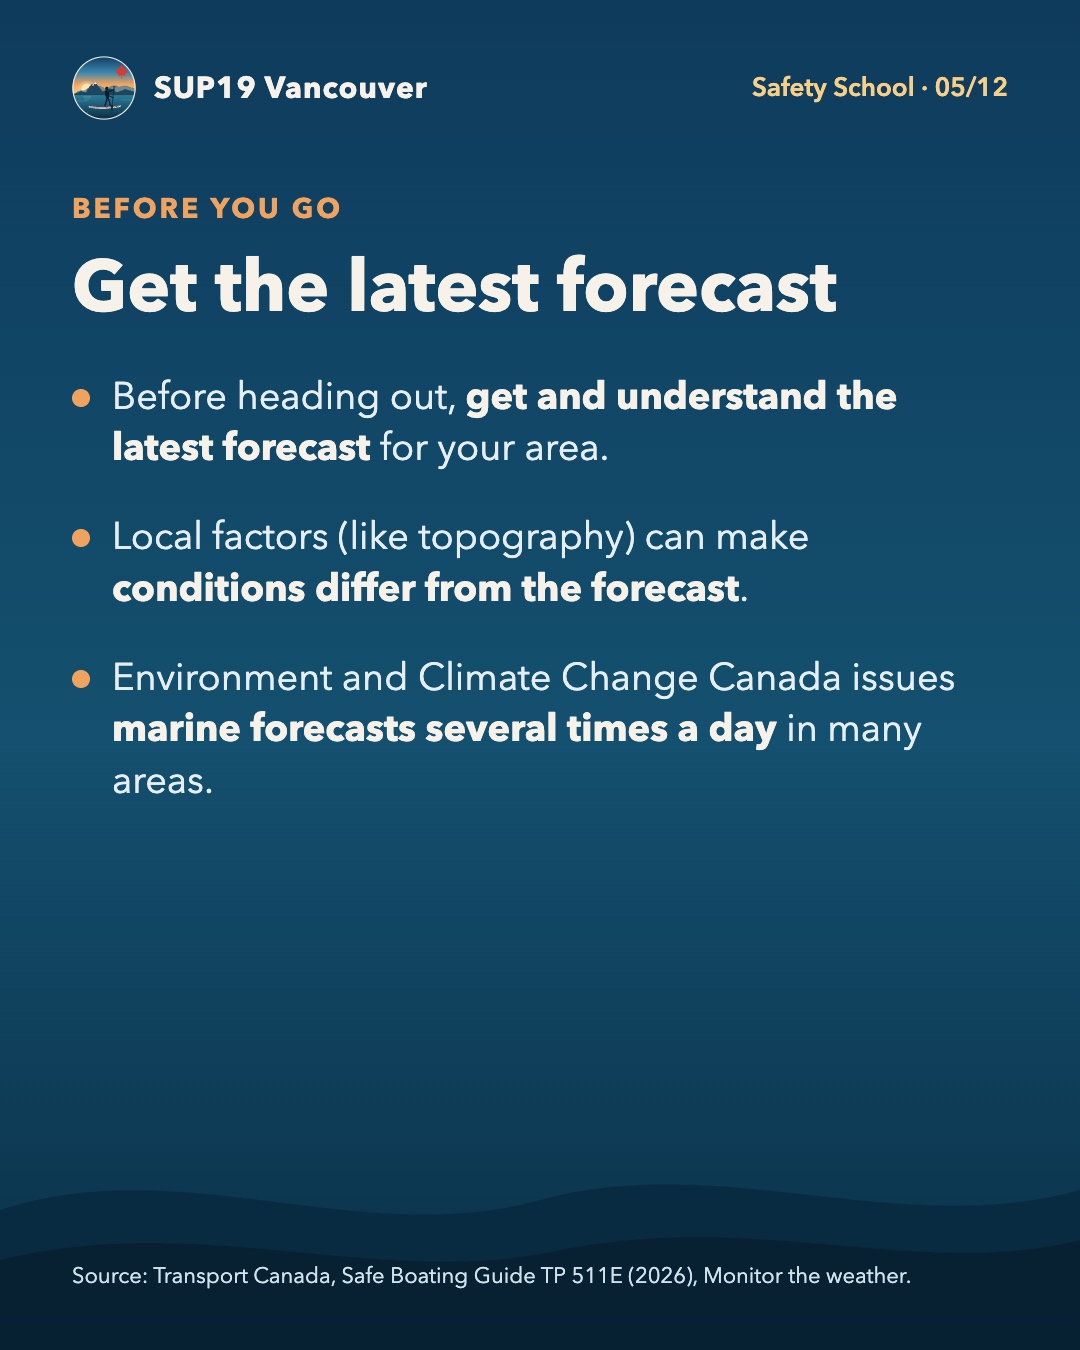 SUP19 Vancouver
Safety School · 05/12
BEFORE YOU GO
Get the latest forecast
Before heading out, get and understand the
latest forecast for your area.
Local factors (like topography) can make
conditions differ from the forecast.
Environment and Climate Change Canada issues
marine forecasts several times a day in many
areas.
Source: Transport Canada, Safe Boating Guide TP 511E (2026), Monitor the weather.